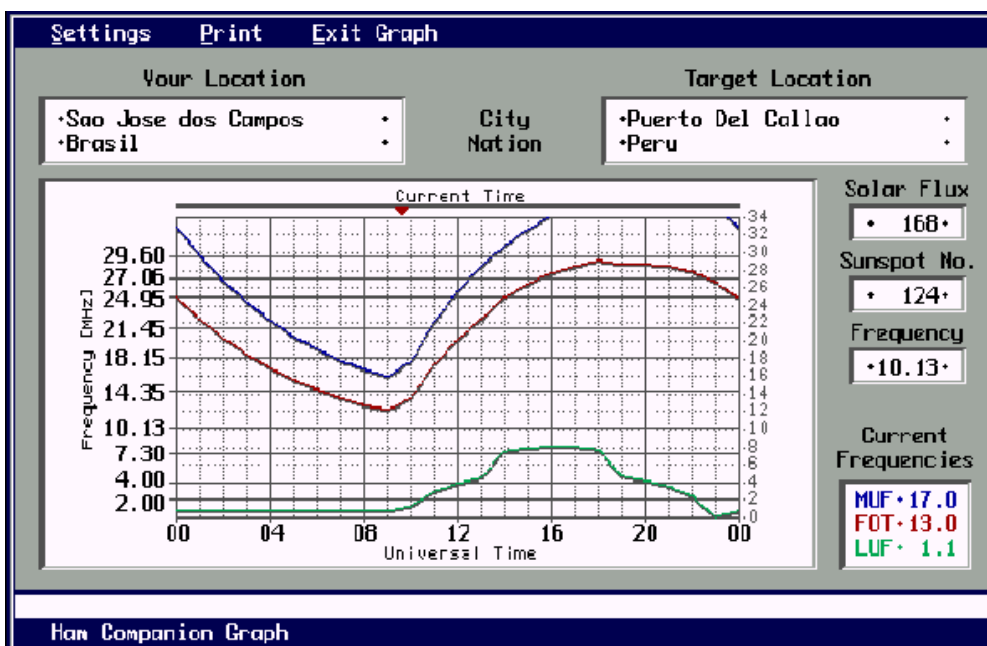 Settings Print Exit Graph
Your Location
Target Location
·Sao Jose dos Campos ·
·Brasil ·
City
Nation
·Puerto Del Callao ·
·Peru ·
Current Time
Solar Flux
· 168·
Sunspot No.
· 124·
Frequency
·10.13·
Current
Frequencies
MUF· 17.0
FOT· 13.0
LUF· 1.1
Frequency [MHz]
29.60
27.06
24.95
21.45
18.15
14.35
10.13
7.30
4.00
2.00
34
32
30
28
26
24
22
20
18
16
14
12
10
8
6
4
2
0
00 04 08 12 16 20 00
Universal Time
Ham Companion Graph